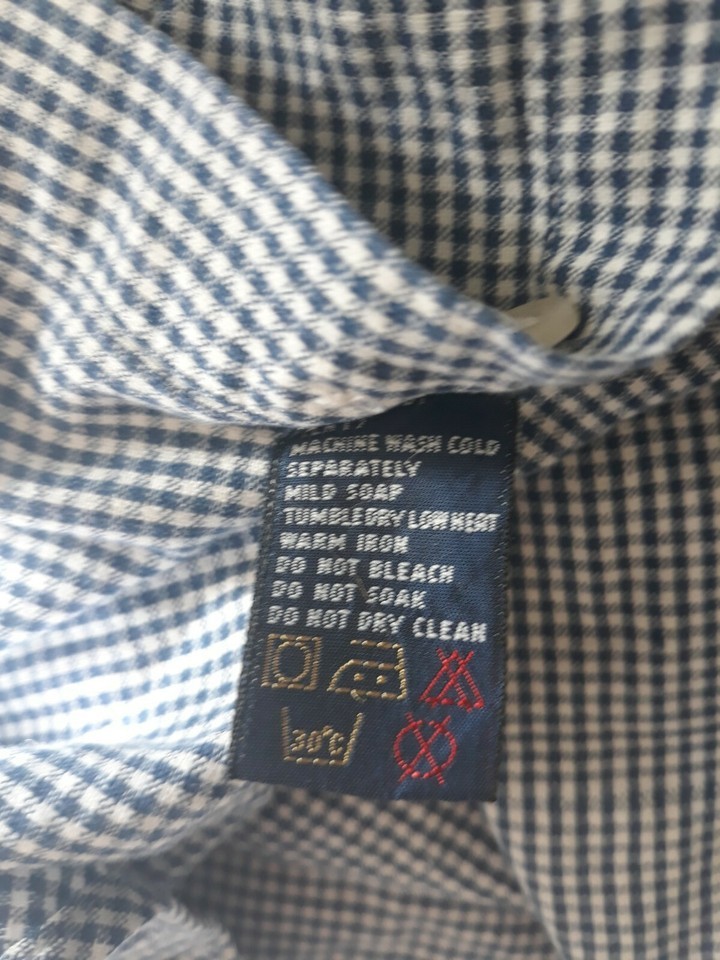 MACHINE WASH COLD
SEPARATELY
MILD SOAP
TUMBLE DRY LOW HEAT
WARM IRON
DO NOT BLEACH
DO NOT SOAK
DO NOT DRY CLEAN
30°C